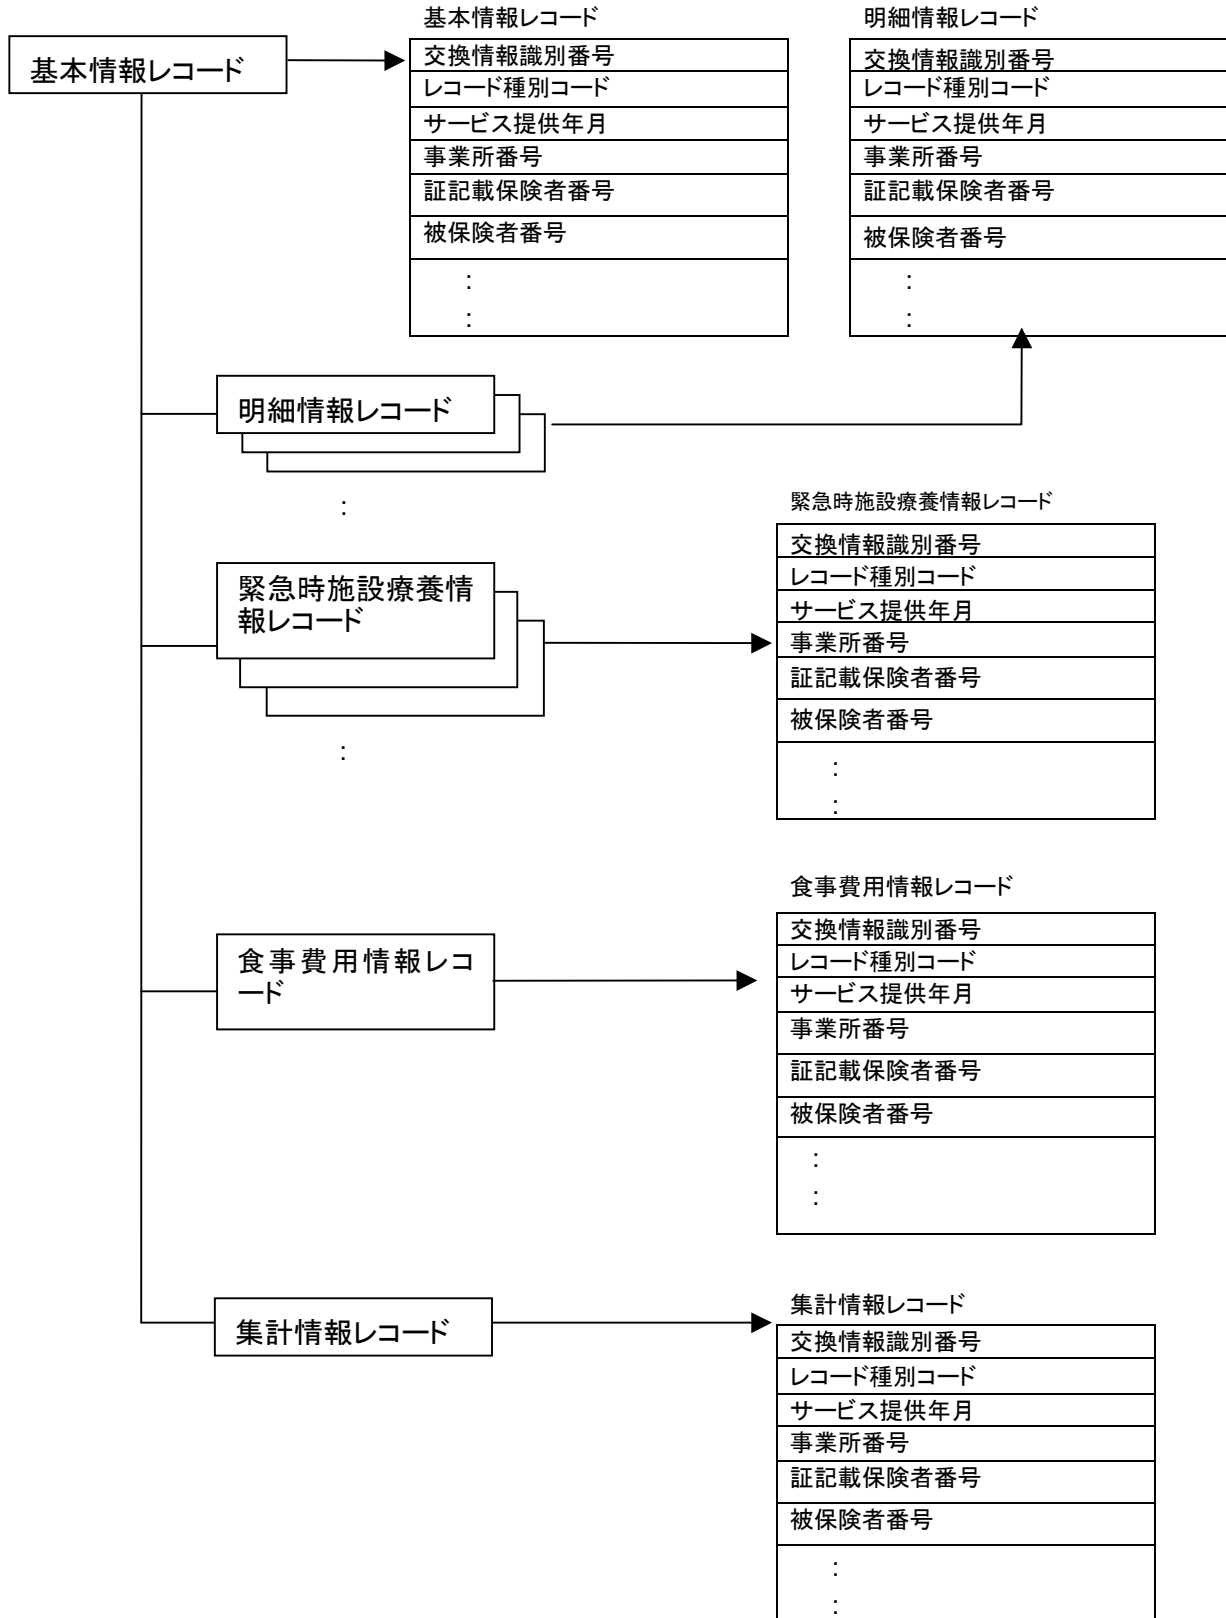 基本情報レコード
基本情報レコード
交換情報識別番号
レコード種別コード
サービス提供年月
事業所番号
証記載保険者番号
被保険者番号
:
:
明細情報レコード
交換情報識別番号
レコード種別コード
サービス提供年月
事業所番号
証記載保険者番号
被保険者番号
:
:
明細情報レコード
:
緊急時施設療養情
報レコード
:
緊急時施設療養情報レコード
交換情報識別番号
レコード種別コード
サービス提供年月
事業所番号
証記載保険者番号
被保険者番号
:
:
食事費用情報レコ
ード
食事費用情報レコード
交換情報識別番号
レコード種別コード
サービス提供年月
事業所番号
証記載保険者番号
被保険者番号
:
:
集計情報レコード
集計情報レコード
交換情報識別番号
レコード種別コード
サービス提供年月
事業所番号
証記載保険者番号
被保険者番号
:
: